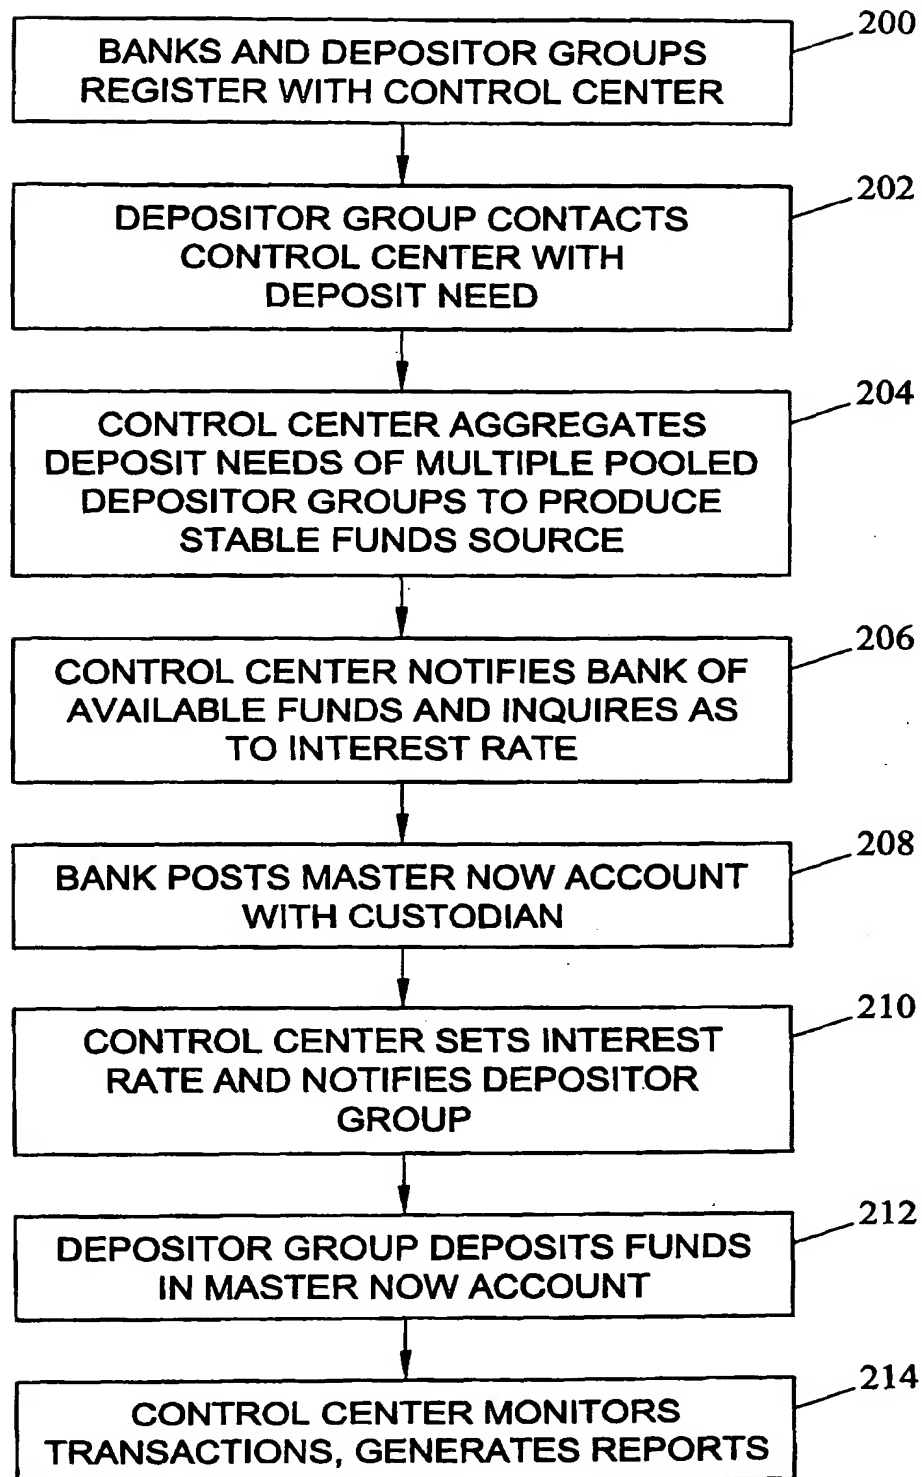 200
BANKS AND DEPOSITOR GROUPS
REGISTER WITH CONTROL CENTER
202
DEPOSITOR GROUP CONTACTS
CONTROL CENTER WITH
DEPOSIT NEED
204
CONTROL CENTER AGGREGATES
DEPOSIT NEEDS OF MULTIPLE POOLED
DEPOSITOR GROUPS TO PRODUCE
STABLE FUNDS SOURCE
206
CONTROL CENTER NOTIFIES BANK OF
AVAILABLE FUNDS AND INQUIRES AS
TO INTEREST RATE
208
BANK POSTS MASTER NOW ACCOUNT
WITH CUSTODIAN
210
CONTROL CENTER SETS INTEREST
RATE AND NOTIFIES DEPOSITOR
GROUP
212
DEPOSITOR GROUP DEPOSITS FUNDS
IN MASTER NOW ACCOUNT
214
CONTROL CENTER MONITORS
TRANSACTIONS, GENERATES REPORTS